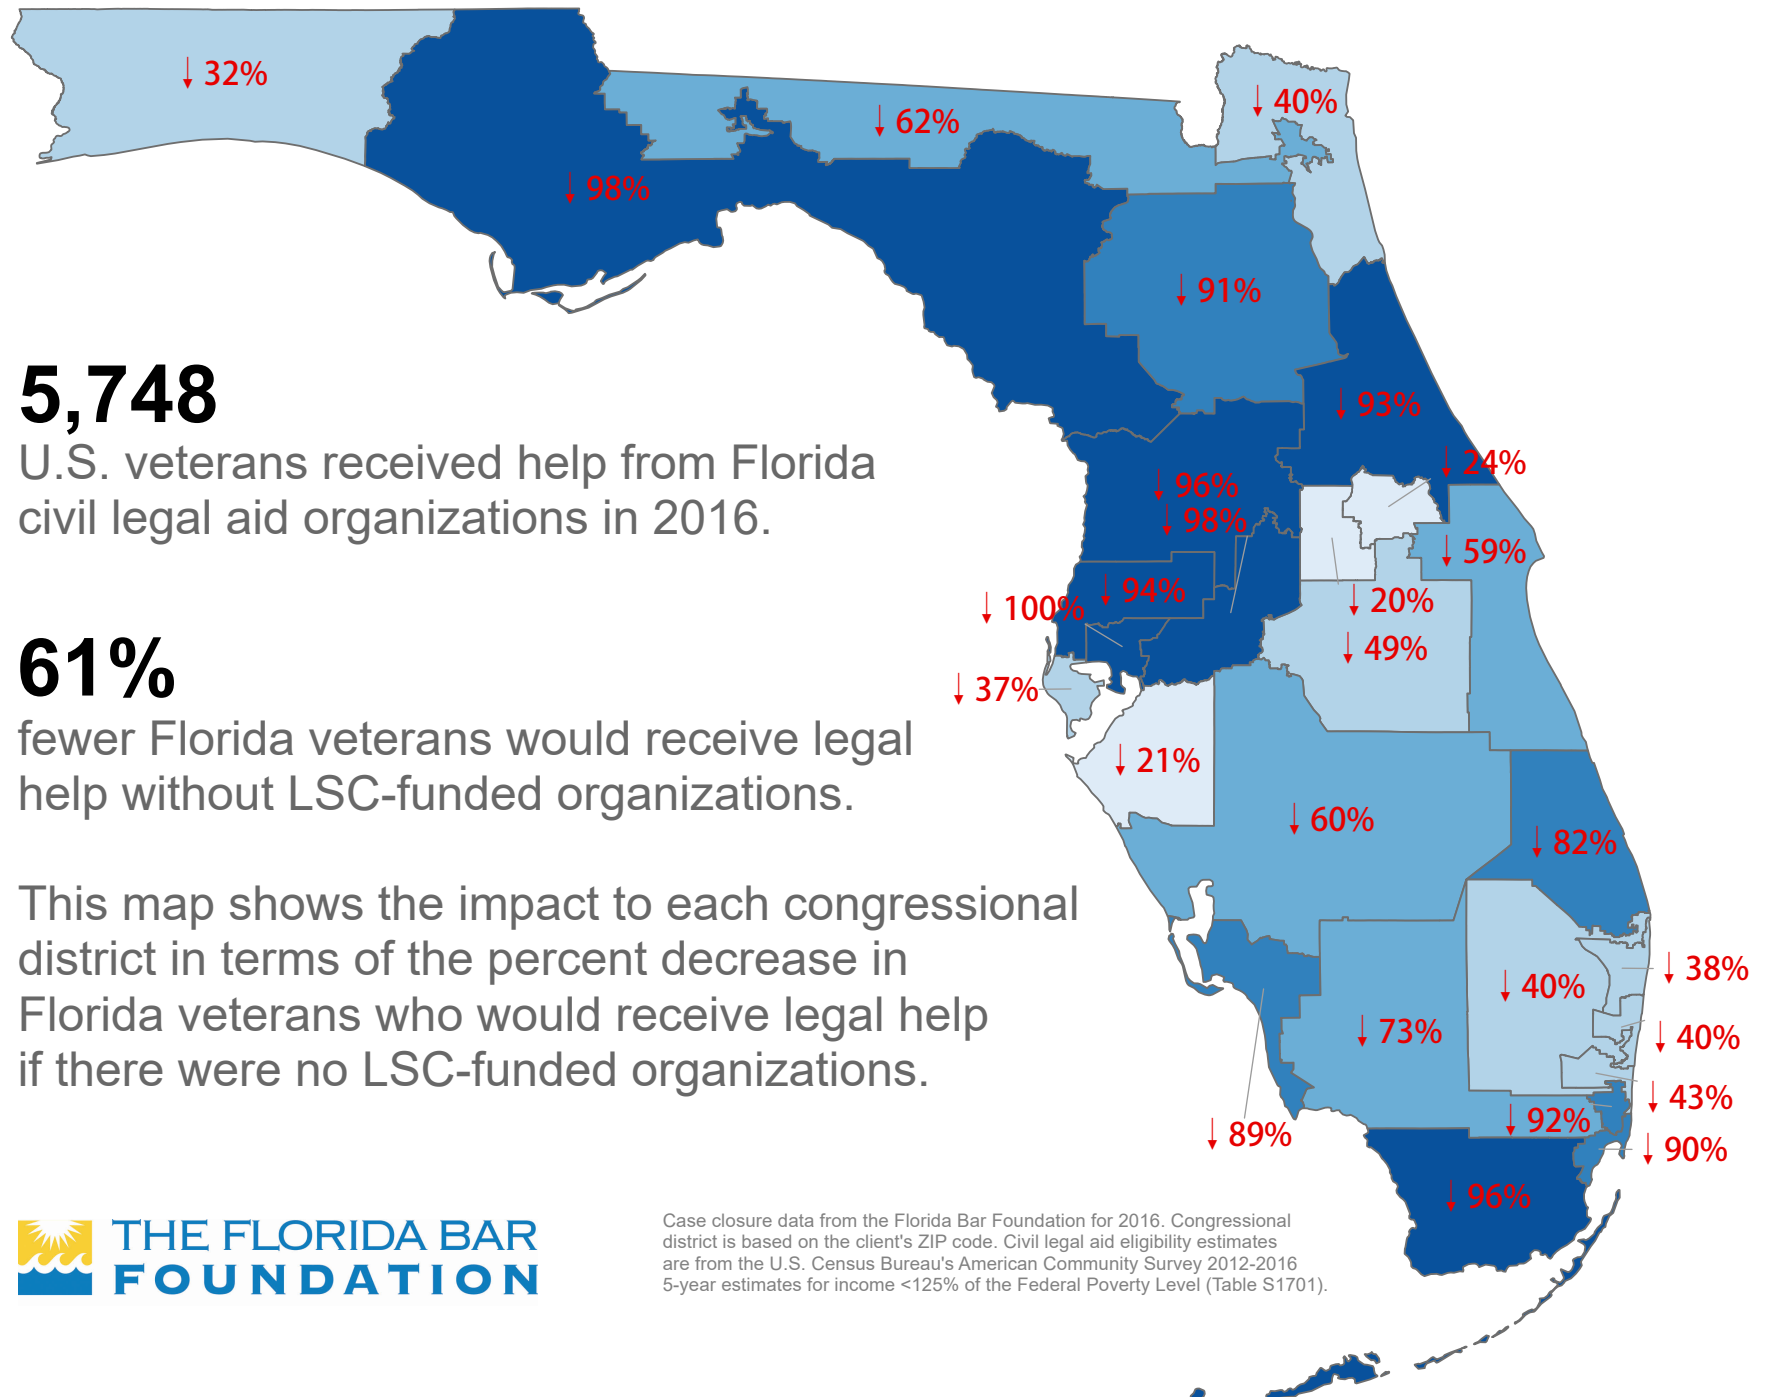 ↓ 32%
↓ 62%
↓ 40%
↓ 98%
↓ 91%
↓ 93%
↓ 24%
↓ 96%
↓ 98%
↓ 59%
↓ 94%
↓ 100%
↓ 20%
↓ 49%
↓ 37%
↓ 21%
↓ 60%
↓ 82%
↓ 38%
↓ 40%
↓ 73%
↓ 40%
↓ 43%
↓ 92%
↓ 89%
↓ 90%
↓ 96%
5,748
U.S. veterans received help from Florida
civil legal aid organizations in 2016.
61%
fewer Florida veterans would receive legal
help without LSC-funded organizations.
This map shows the impact to each congressional
district in terms of the percent decrease in
Florida veterans who would receive legal help
if there were no LSC-funded organizations.
THE FLORIDA BAR
FOUNDATION
Case closure data from the Florida Bar Foundation for 2016. Congressional
district is based on the client's ZIP code. Civil legal aid eligibility estimates
are from the U.S. Census Bureau's American Community Survey 2012-2016
5-year estimates for income <125% of the Federal Poverty Level (Table S1701).